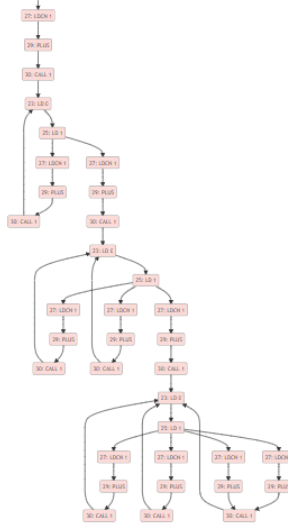 27: LDCH 1
29: PLUS
30: CALL 1
23: LD E
25: LD 1
27: LDCH 1 27: LDCH 1
29: PLUS 29: PLUS
30: CALL 1 30: CALL 1
23: LD E
25: LD 1
27: LDCH 1 27: LDCH 1 27: LDCH 1
29: PLUS 29: PLUS 29: PLUS
30: CALL 1 30: CALL 1 30: CALL 1
23: LD E
25: LD 1
27: LDCH 1 27: LDCH 1 27: LDCH 1 27: LDCH
29: PLUS 29: PLUS 29: PLUS 29: PLUS
30: CALL 1 30: CALL 1 30: CALL 1